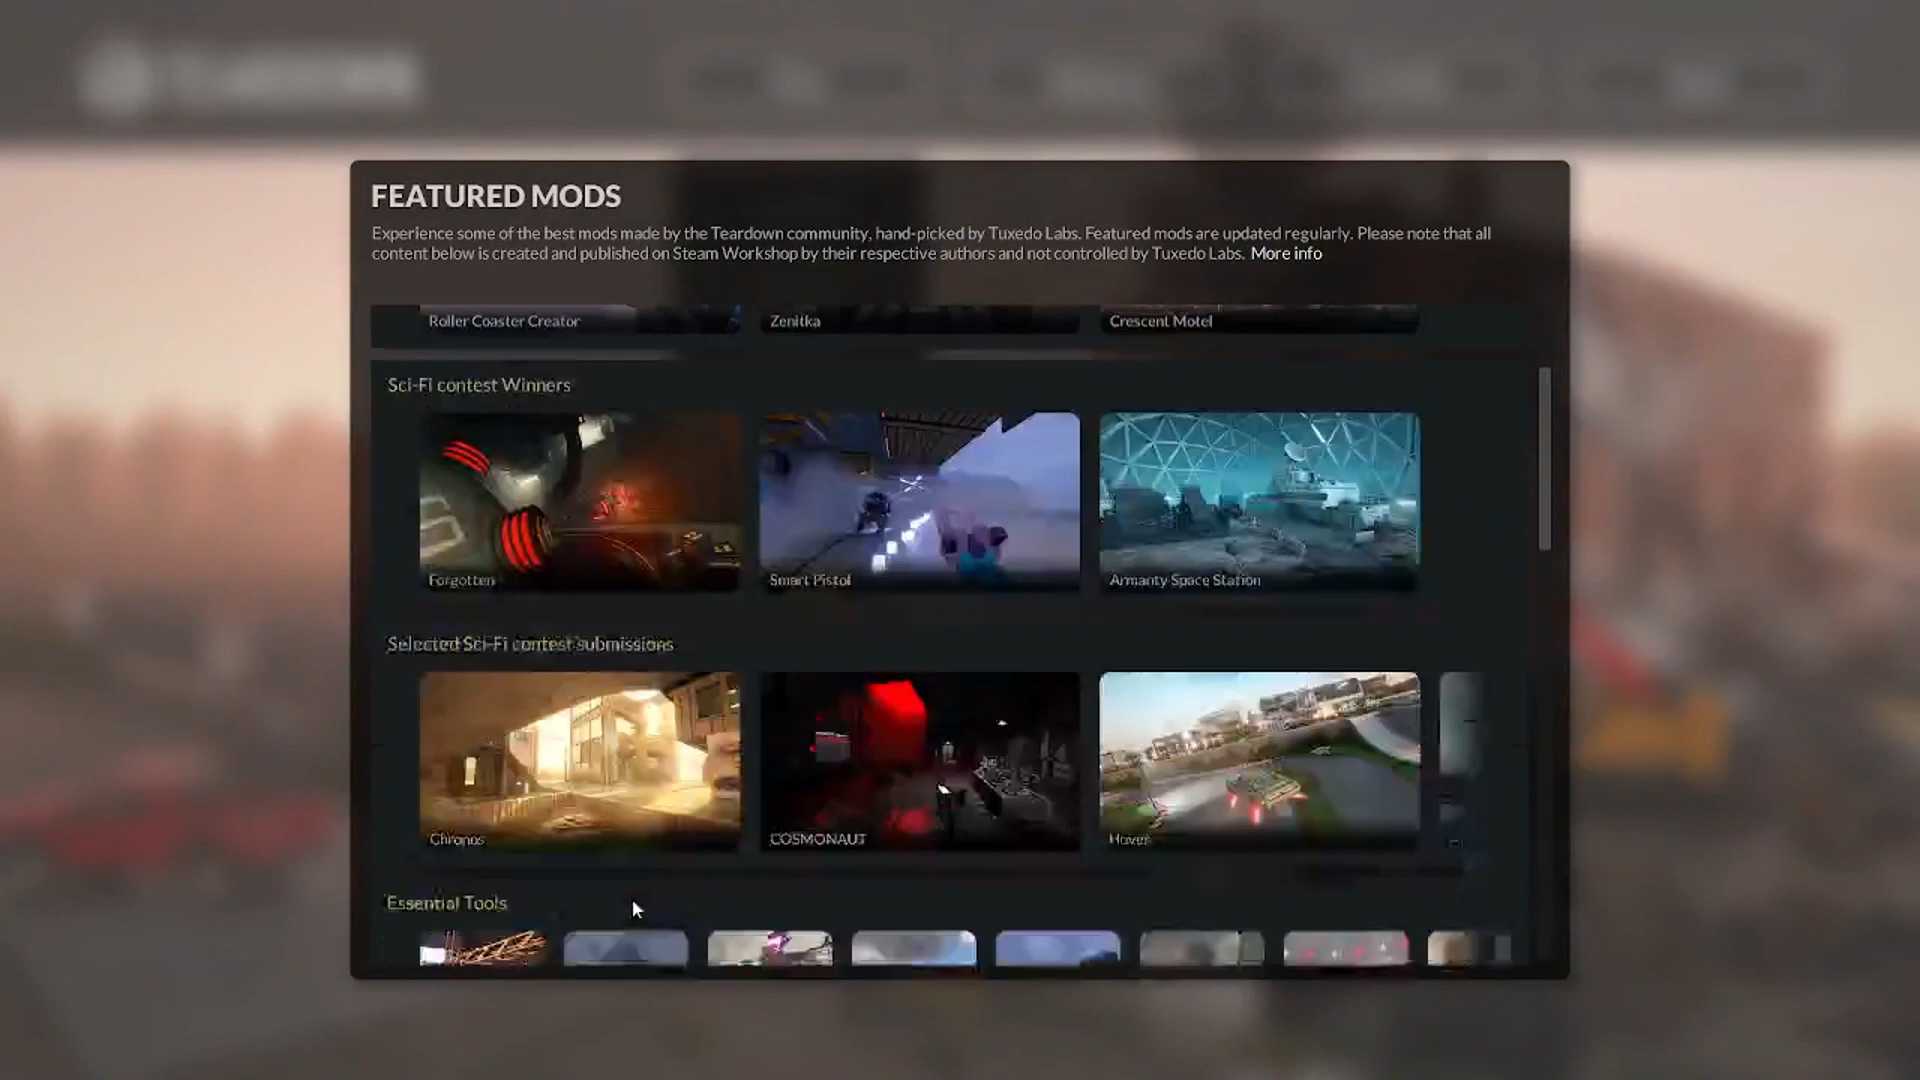 FEATURED MODS
Experience some of the best mods made by the Teardown community, hand-picked by Tuxedo Labs. Featured mods are updated regularly. Please note that all
content below is created and published on Steam Workshop by their respective authors and not controlled by Tuxedo Labs. More info
Roller Coaster Creator
Zenitka
Crescent Motel
Sci-Fi contest Winners
Forgotten
Smart Pistol
Armanty Space Station
Selected Sci-Fi contest submissions
Chronos
COSMONAUT
Hover
Essential Tools